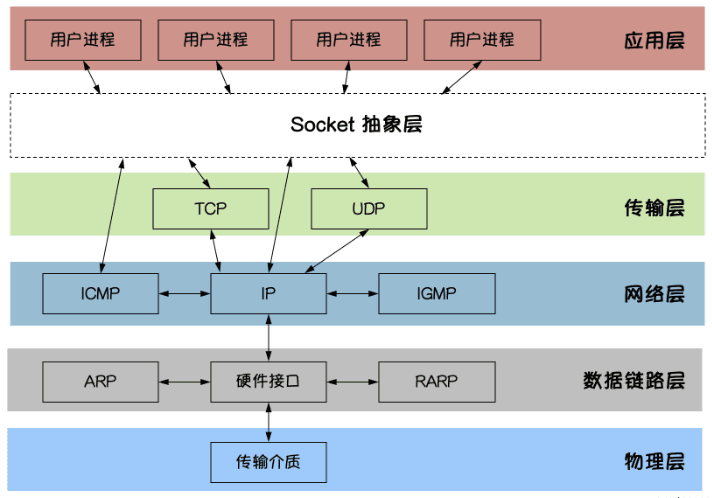 用户进程 用户进程 用户进程 用户进程 应用层
Socket 抽象层
TCP UDP 传输层
ICMP IP IGMP 网络层
ARP 硬件接口 RARP 数据链路层
传输介质 物理层